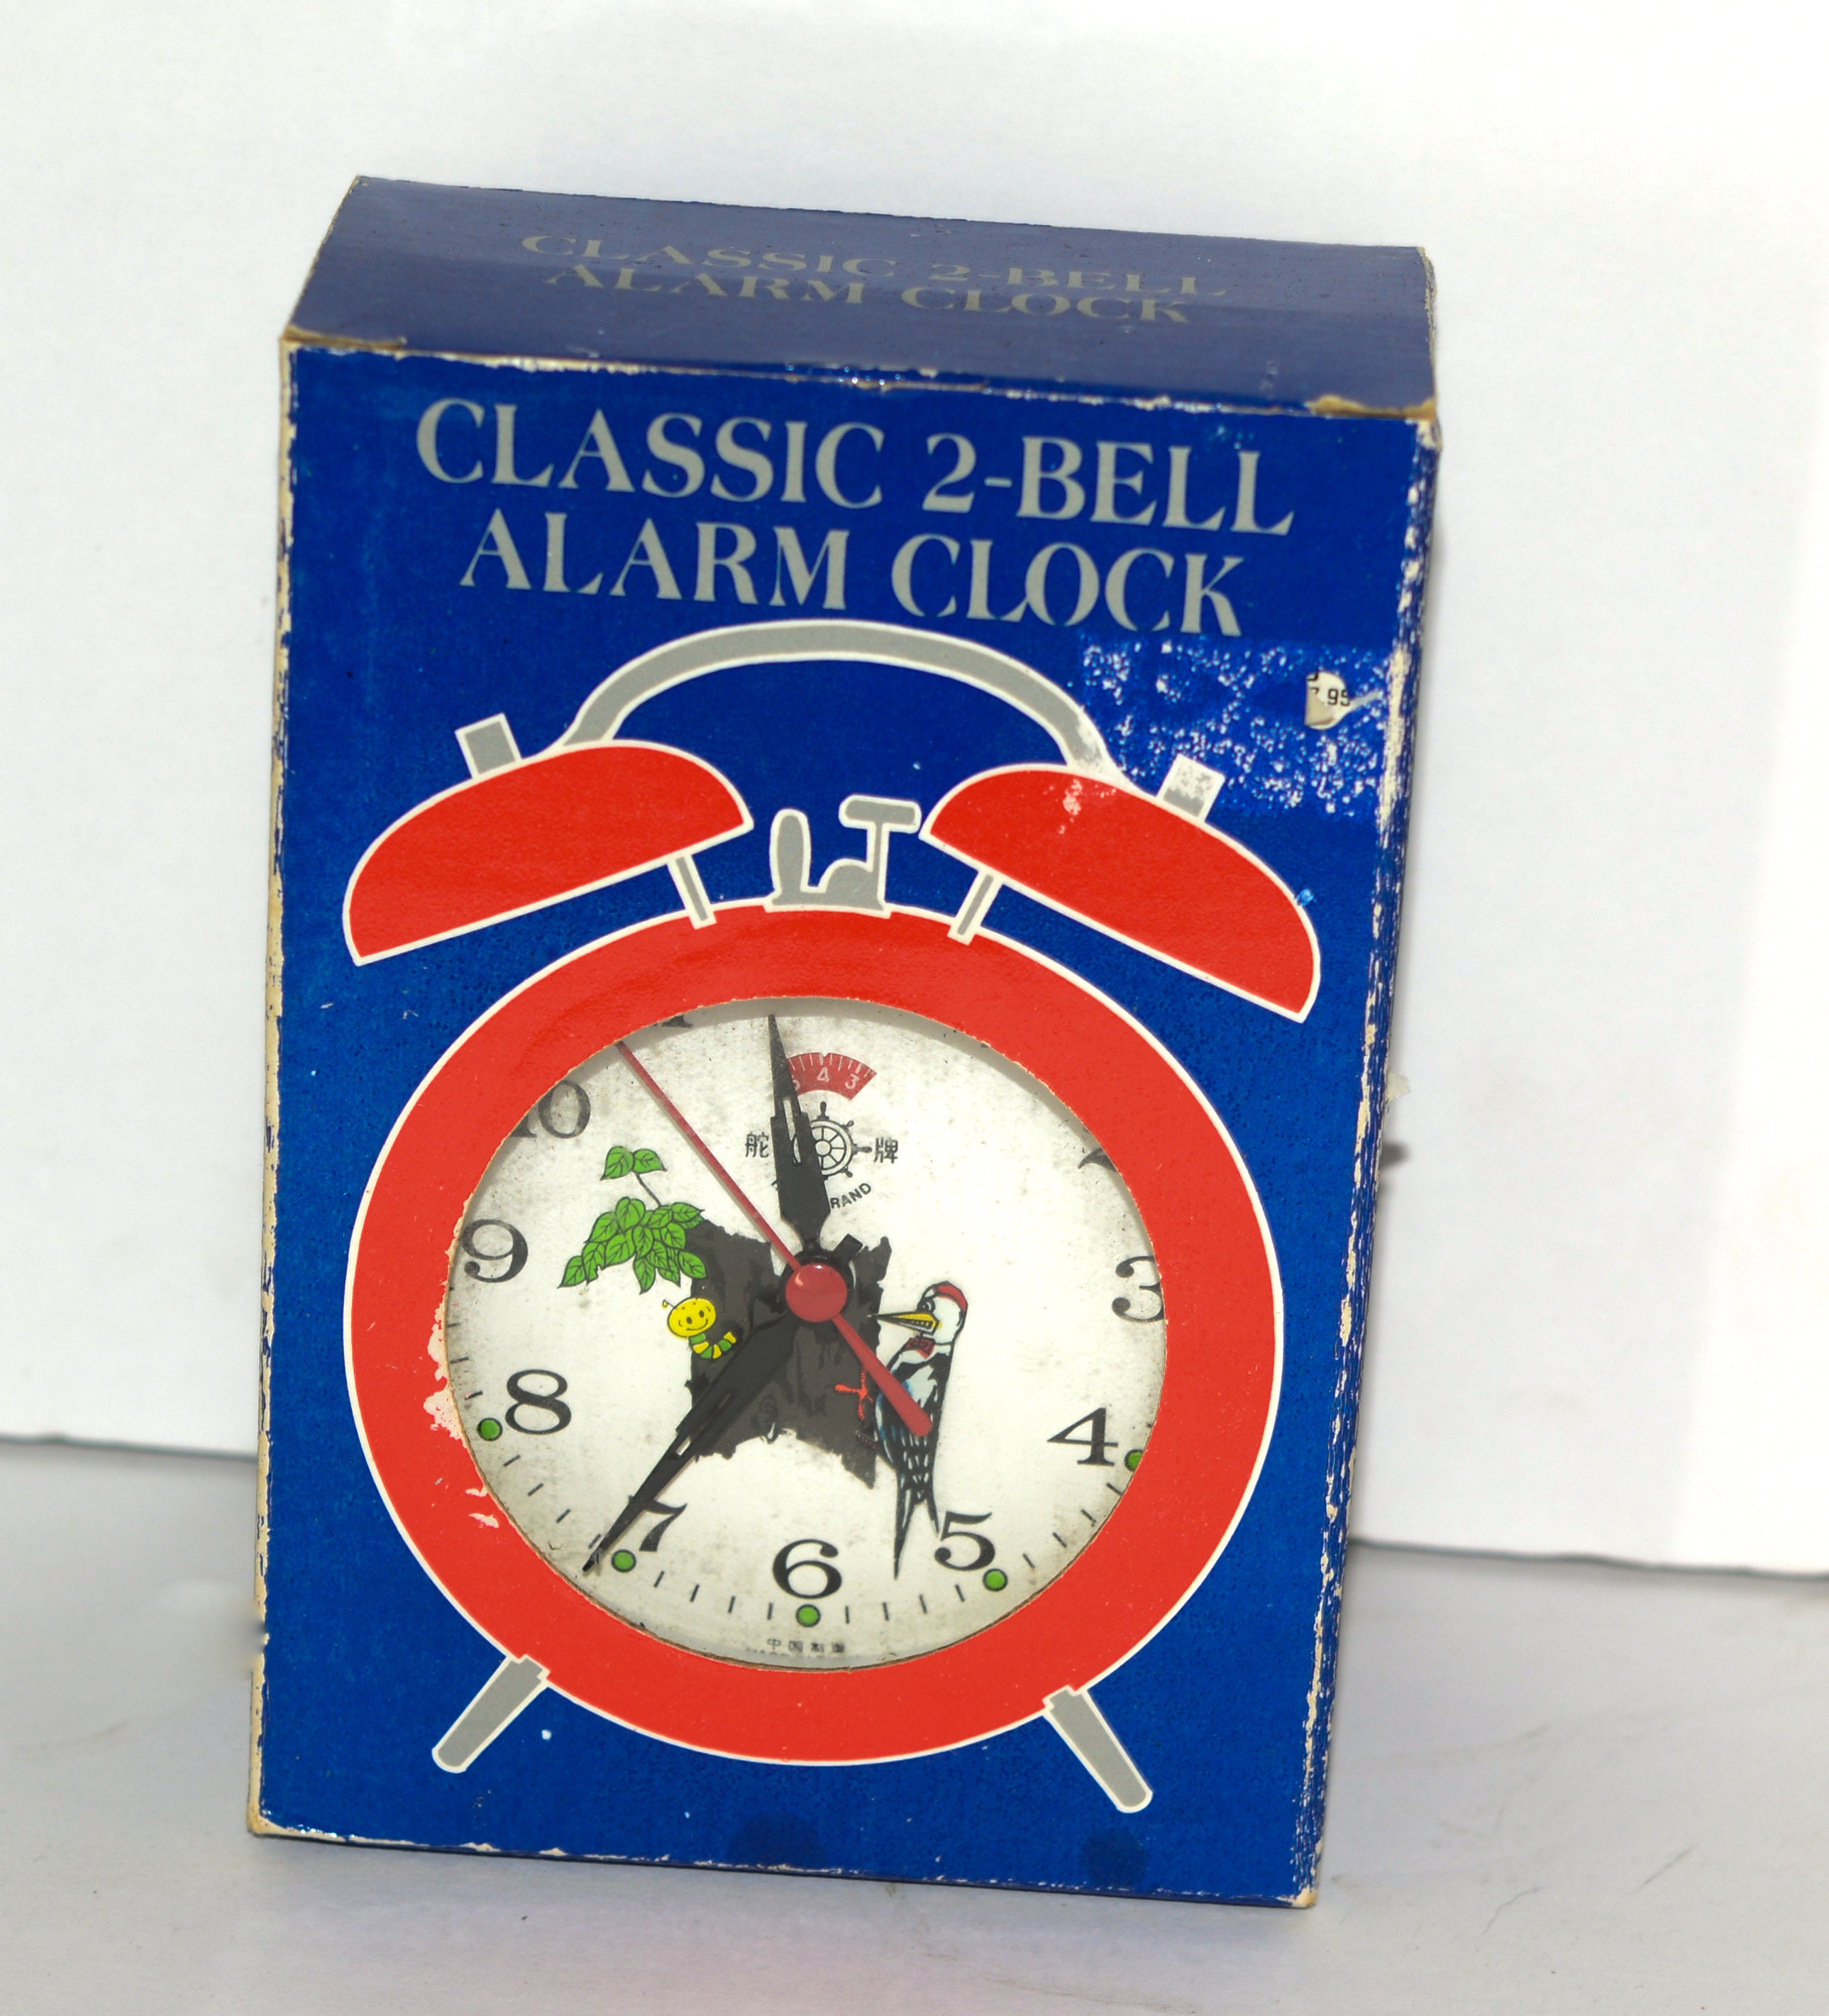 CLASSIC 2-BELL
ALARM CLOCK
CLASSIC 2-BELL
ALARM CLOCK
95
4 3
舵 牌
10
9
3
8
4
7
5
6
中国制造